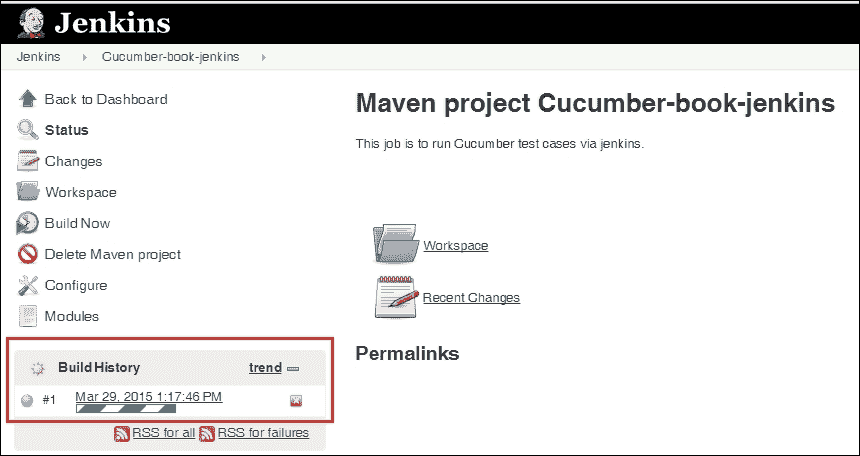 Jenkins
Jenkins Cucumber-book-jenkins
Back to Dashboard
Status
Changes
Workspace
Build Now
Delete Maven project
Configure
Modules
Build History trend
#1 Mar 29, 2015 1:17:46 PM
RSS for all RSS for failures
Maven project Cucumber-book-jenkins
This job is to run Cucumber test cases via jenkins.
Workspace
Recent Changes
Permalinks